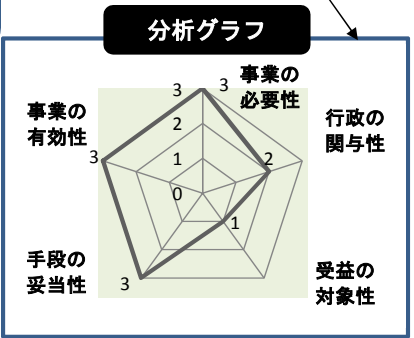 分析グラフ
事業の
必要性
3
3
事業の
有効性
行政の
関与性
2
3
2
1
0
1
手段の
妥当性
3
受益の
対象性